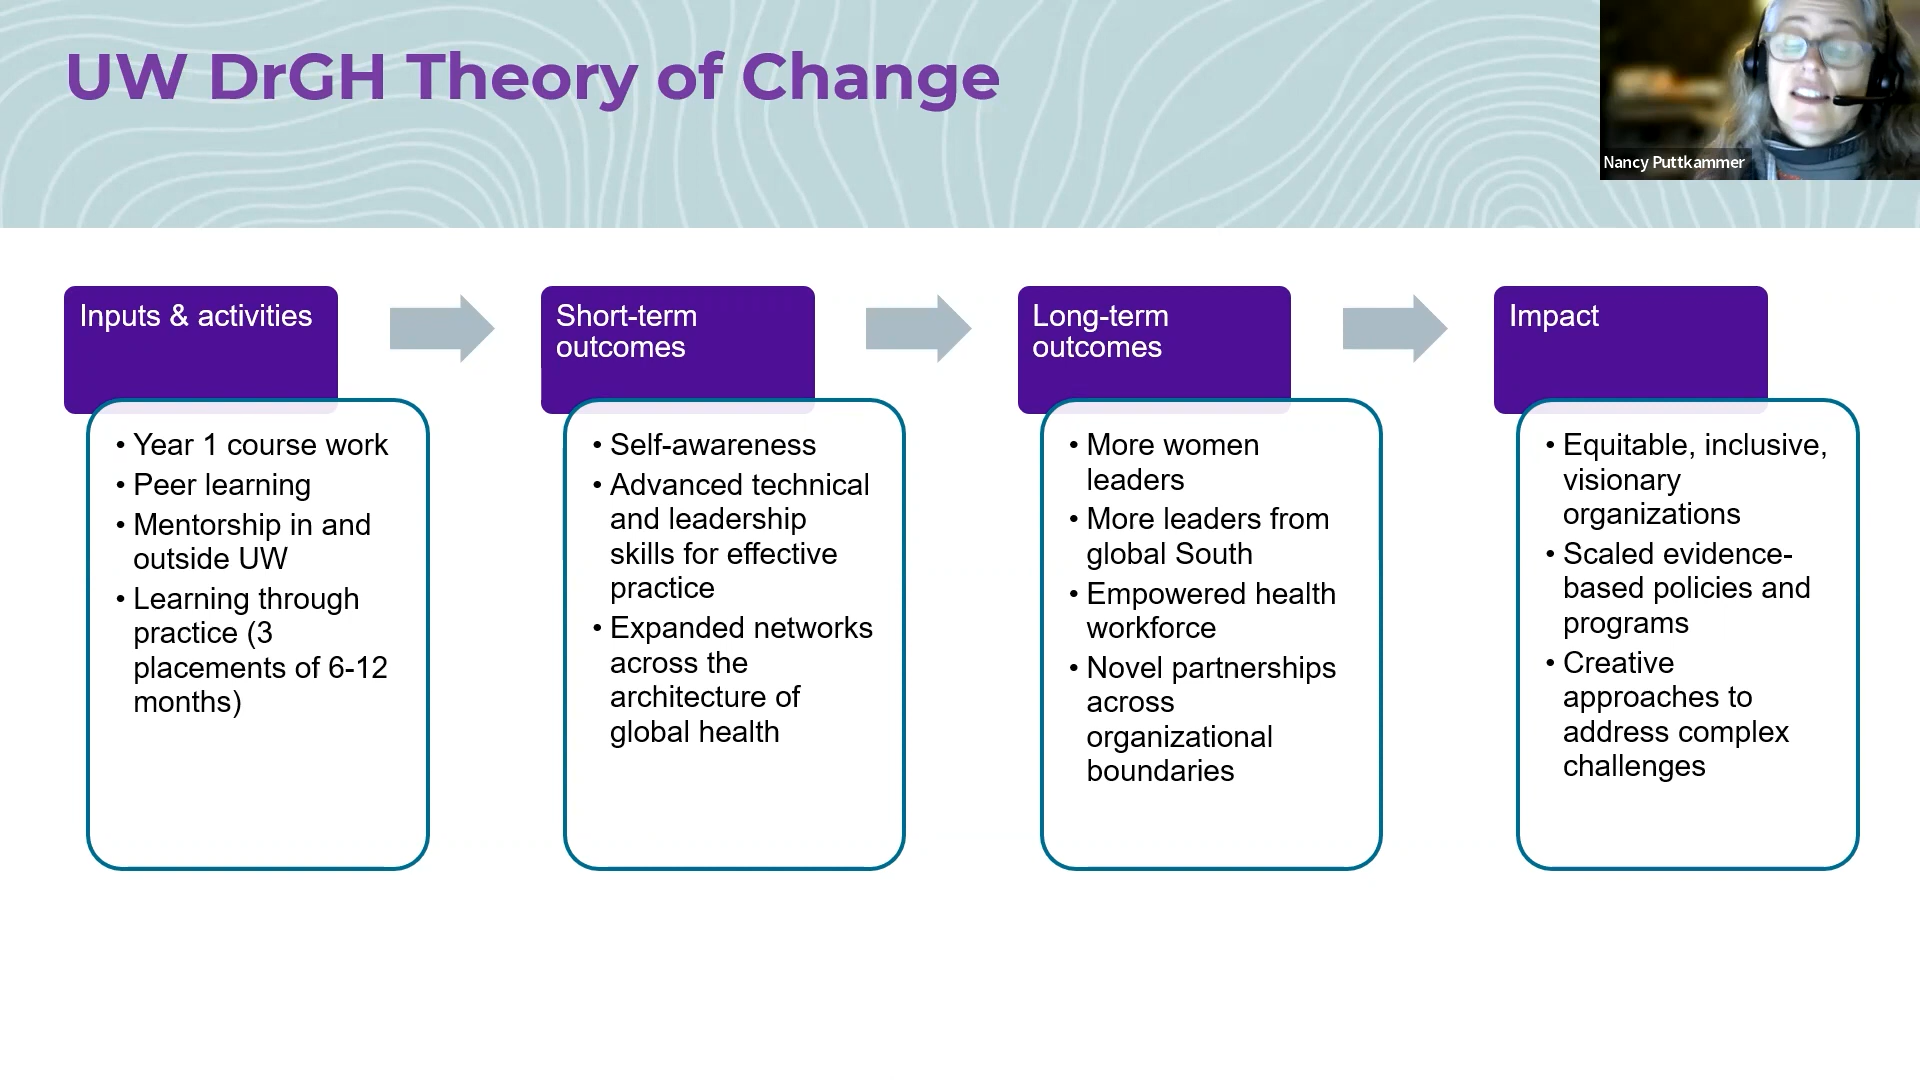 UW DrGH Theory of Change
Nancy Puttkammer
Inputs & activities
• Year 1 course work
• Peer learning
• Mentorship in and
outside UW
• Learning through
practice (3
placements of 6-12
months)
Short-term
outcomes
• Self-awareness
• Advanced technical
and leadership
skills for effective
practice
• Expanded networks
across the
architecture of
global health
Long-term
outcomes
• More women
leaders
• More leaders from
global South
• Empowered health
workforce
• Novel partnerships
across
organizational
boundaries
Impact
• Equitable, inclusive,
visionary
organizations
• Scaled evidence-
based policies and
programs
• Creative
approaches to
address complex
challenges